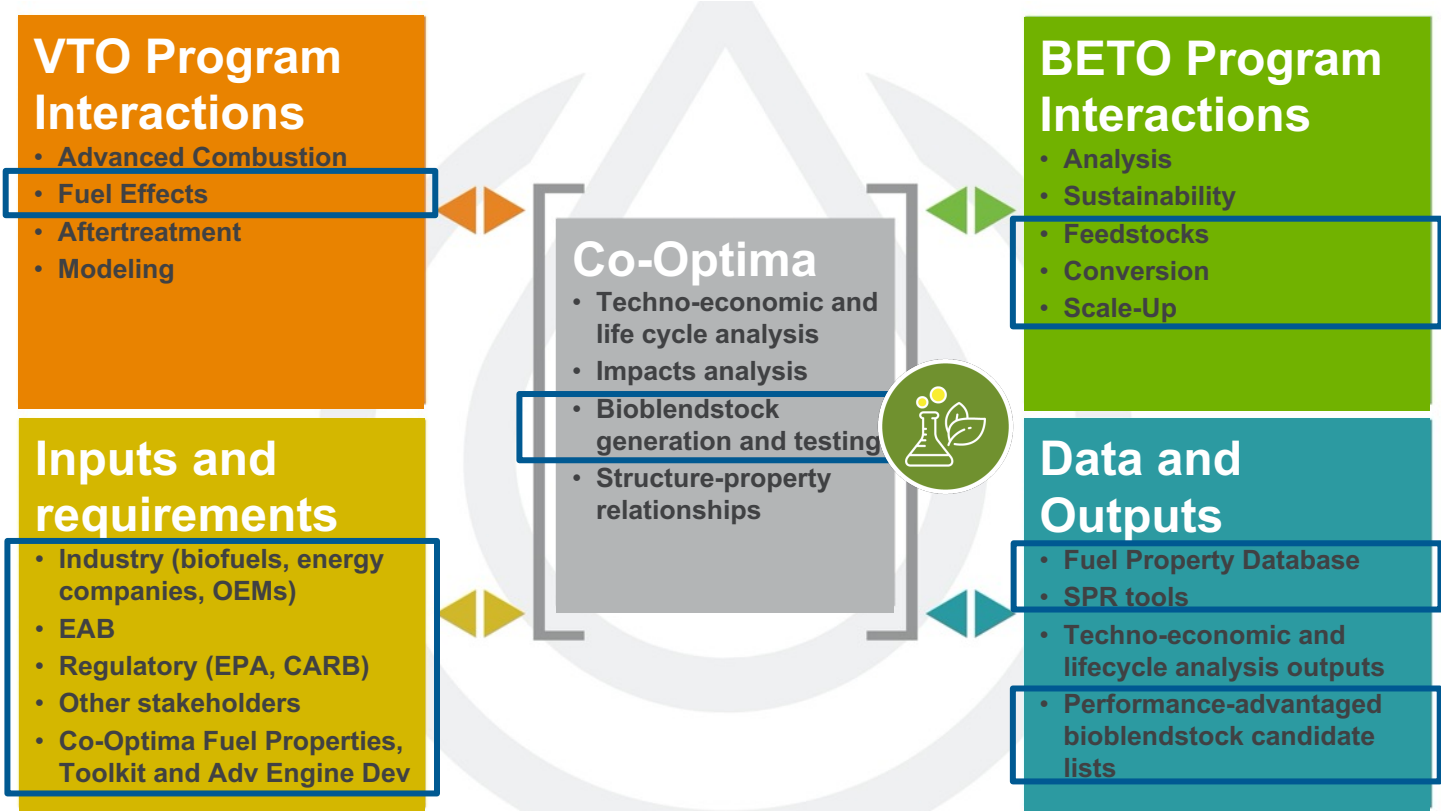 VTO Program
Interactions
• Advanced Combustion
• Fuel Effects
• Aftertreatment
• Modeling
Inputs and
requirements
• Industry (biofuels, energy
companies, OEMs)
• EAB
• Regulatory (EPA, CARB)
• Other stakeholders
• Co-Optima Fuel Properties,
Toolkit and Adv Engine Dev
Co-Optima
• Techno-economic and
life cycle analysis
• Impacts analysis
• Bioblendstock
generation and testing
• Structure-property
relationships
BETO Program
Interactions
• Analysis
• Sustainability
• Feedstocks
• Conversion
• Scale-Up
Data and
Outputs
• Fuel Property Database
• SPR tools
• Techno-economic and
lifecycle analysis outputs
• Performance-advantaged
bioblendstock candidate
lists